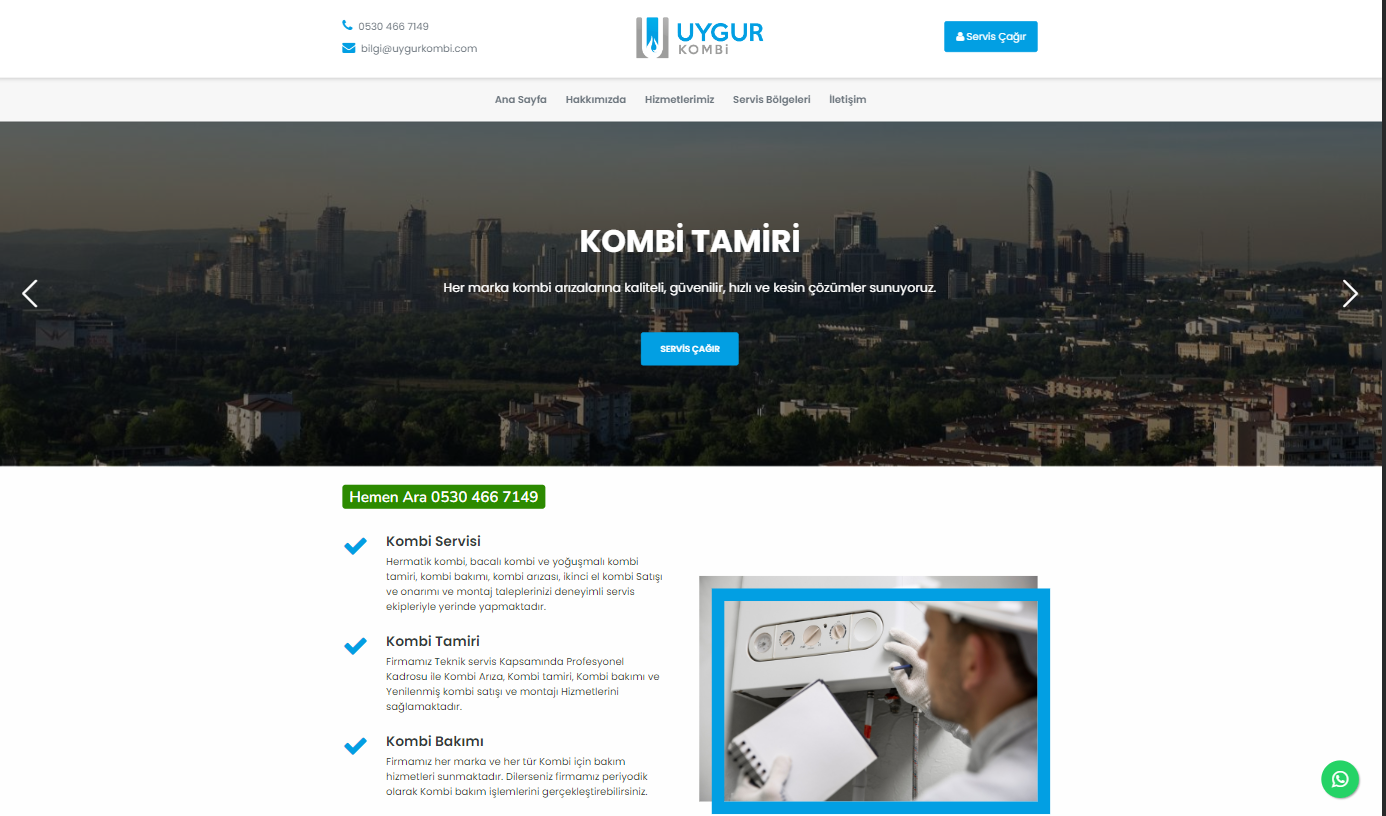 0530 466 7149
bilgi@uygurkombi.com
UYGUR
KOMBİ
Servis Çağır
Ana Sayfa
Hakkımızda
Hizmetlerimiz
Servis Bölgeleri
İletişim
KOMBİ TAMİRİ
Her marka kombi arızalarına kaliteli, güvenilir, hızlı ve kesin çözümler sunuyoruz.
SERVİS ÇAĞIR
Hemen Ara 0530 466 7149
Kombi Servisi
Hermatik kombi, bacalı kombi ve yoğuşmalı kombi
tamiri, kombi bakımı, kombi arızası, ikinci el kombi Satışı
ve onarımı ve montaj taleplerinizi deneyimli servis
ekipleriyle yerinde yapmaktadır.
Kombi Tamiri
Firmamız Teknik servis Kapsamında Profesyonel
Kadrosu ile Kombi Arıza, Kombi tamiri, Kombi bakımı ve
Yenilenmiş kombi satışı ve montajı Hizmetlerini
sağlamaktadır.
Kombi Bakımı
Firmamız her marka ve her tür Kombi için bakım
hizmetleri sunmaktadır. Dilerseniz firmamız periyodik
olarak Kombi bakım işlemlerini gerçekleştirebilirsiniz.